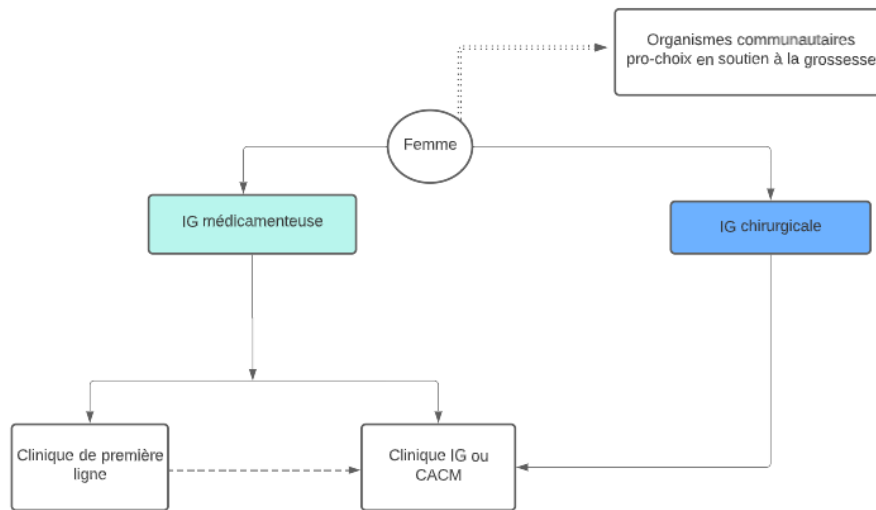 Organismes communautaires
pro-choix en soutien à la grossesse
Femme
IG médicamenteuse
IG chirurgicale
Clinique de première
ligne
Clinique IG ou
CACM